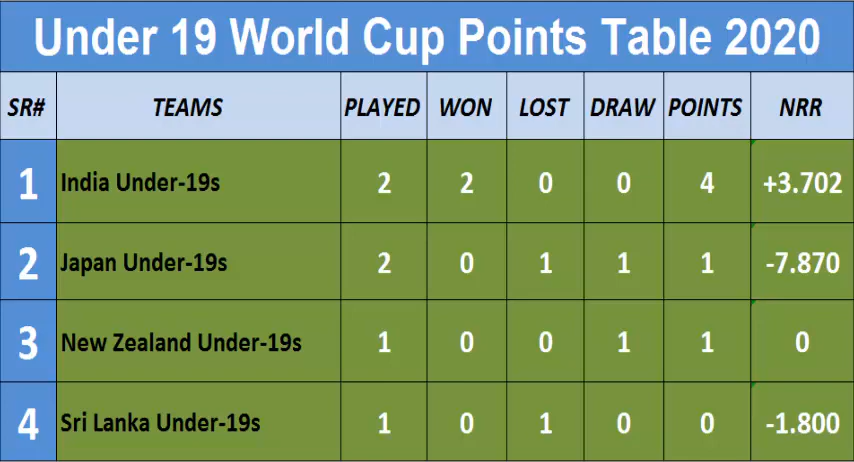 Under 19 World Cup Points Table 2020
SR# TEAMS PLAYED WON LOST DRAW POINTS NRR
1 India Under-19s 2 2 0 0 4 +3.702
2 Japan Under-19s 2 0 1 1 1 -7.870
3 New Zealand Under-19s 1 0 0 1 1 0
4 Sri Lanka Under-19s 1 0 1 0 0 -1.800